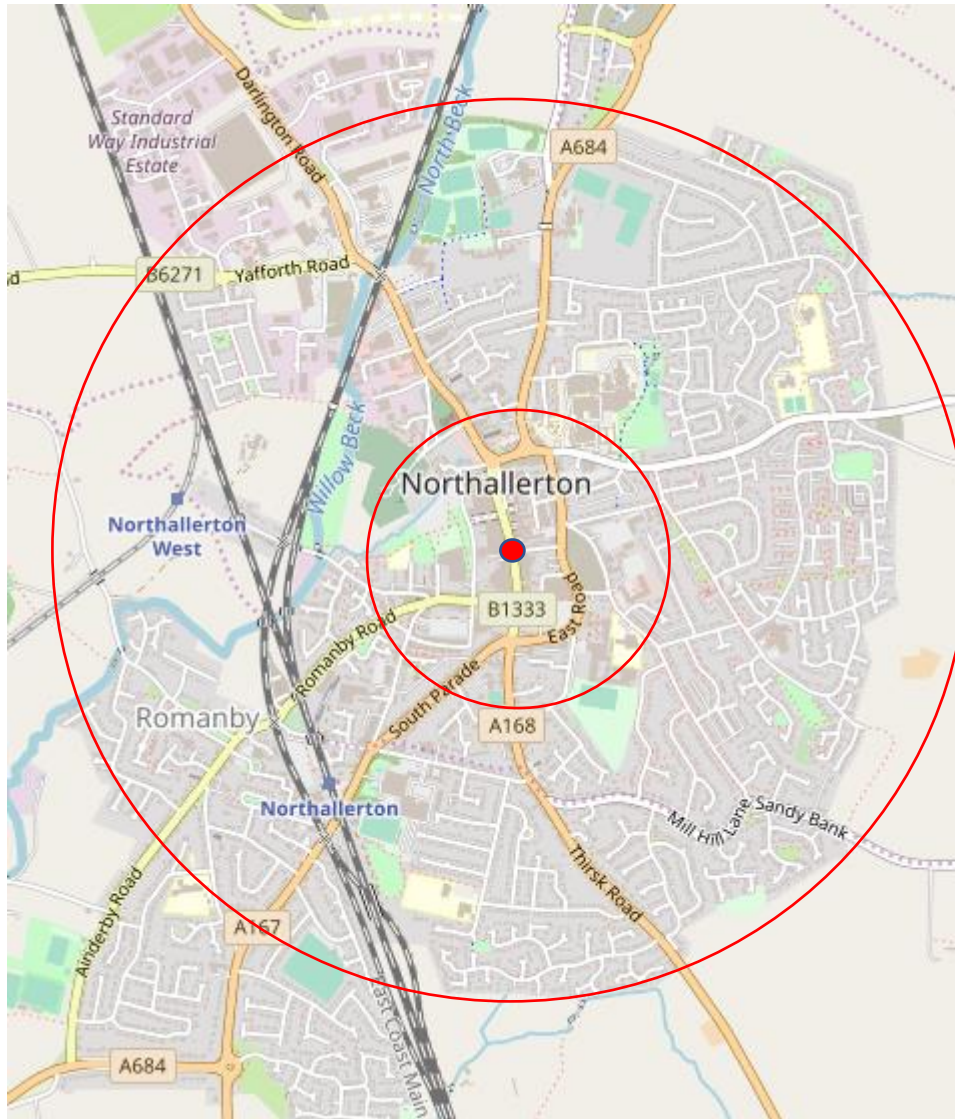 Standard
Way Industrial
Estate
Darlington Road
North Beck
A684
B6271
Yafforth Road
Willow Beck
Northallerton
Northallerton
West
B1333
East Road
Romanby Road
South Parade
Romanby
A168
Northallerton
Mill Hill Lane
Sandy Bank
Thirsk Road
Ainderby Road
A167
East Coast Main
A684